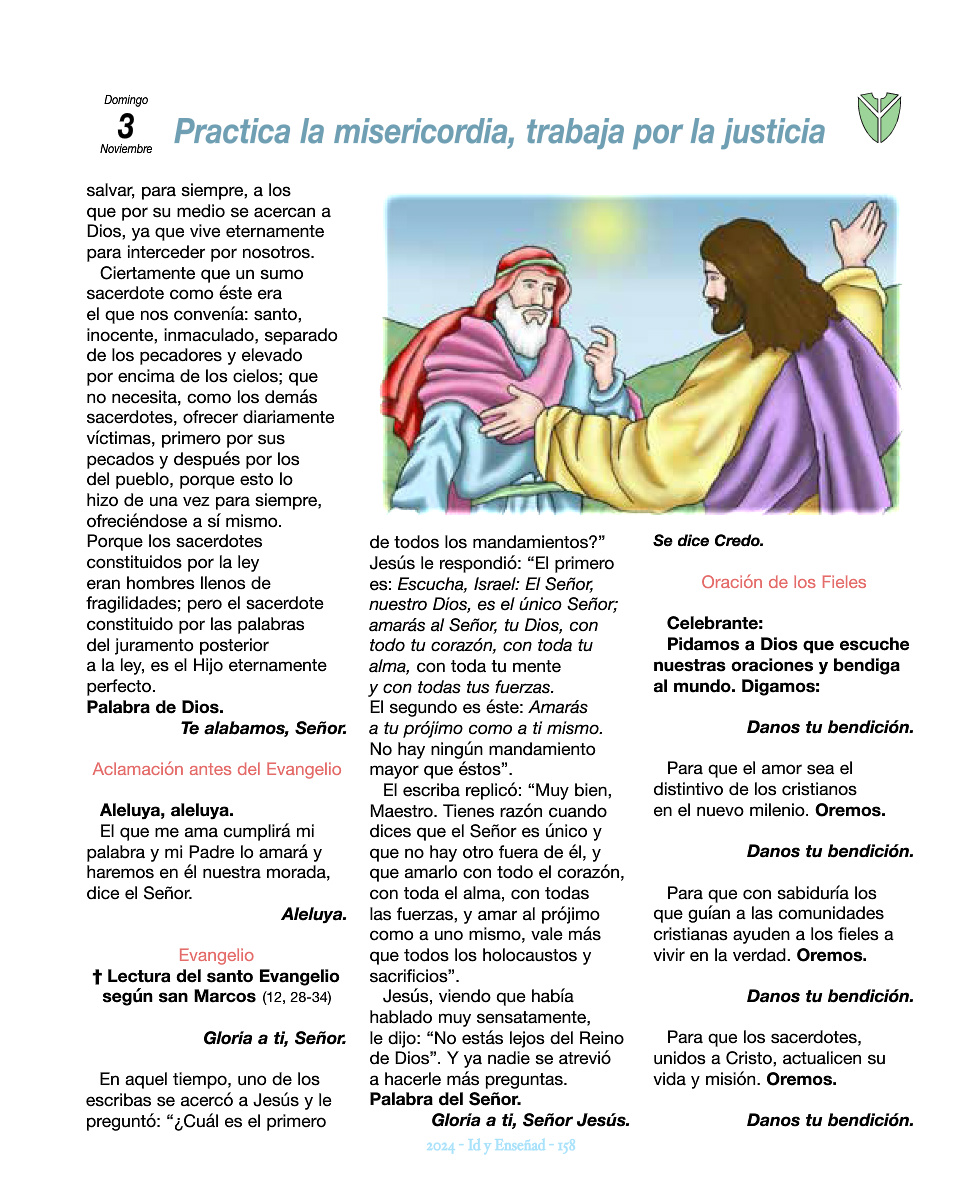 Domingo
3
Noviembre
Practica la misericordia, trabaja por la justicia
salvar, para siempre, a los
que por su medio se acercan a
Dios, ya que vive eternamente
para interceder por nosotros.
Ciertamente que un sumo
sacerdote como éste era
el que nos convenía: santo,
inocente, inmaculado, separado
de los pecadores y elevado
por encima de los cielos; que
no necesita, como los demás
sacerdotes, ofrecer diariamente
víctimas, primero por sus
pecados y después por los
del pueblo, porque esto lo
hizo de una vez para siempre,
ofreciéndose a sí mismo.
Porque los sacerdotes
constituidos por la ley
eran hombres llenos de
fragilidades; pero el sacerdote
constituido por las palabras
del juramento posterior
a la ley, es el Hijo eternamente
perfecto.
Palabra de Dios.
Te alabamos, Señor.
Aclamación antes del Evangelio
Aleluya, aleluya.
El que me ama cumplirá mi
palabra y mi Padre lo amará y
haremos en él nuestra morada,
dice el Señor.
Aleluya.
Evangelio
† Lectura del santo Evangelio
según san Marcos (12, 28-34)
Gloria a ti, Señor.
En aquel tiempo, uno de los
escribas se acercó a Jesús y le
preguntó: “¿Cuál es el primero
de todos los mandamientos?”
Jesús le respondió: “El primero
es: Escucha, Israel: El Señor,
nuestro Dios, es el único Señor;
amarás al Señor, tu Dios, con
todo tu corazón, con toda tu
alma, con toda tu mente
y con todas tus fuerzas.
El segundo es éste: Amarás
a tu prójimo como a ti mismo.
No hay ningún mandamiento
mayor que éstos”.
El escriba replicó: “Muy bien,
Maestro. Tienes razón cuando
dices que el Señor es único y
que no hay otro fuera de él, y
que amarlo con todo el corazón,
con toda el alma, con todas
las fuerzas, y amar al prójimo
como a uno mismo, vale más
que todos los holocaustos y
sacrificios”.
Jesús, viendo que había
hablado muy sensatamente,
le dijo: “No estás lejos del Reino
de Dios”. Y ya nadie se atrevió
a hacerle más preguntas.
Palabra del Señor.
Gloria a ti, Señor Jesús.
Se dice Credo.
Oración de los Fieles
Celebrante:
Pidamos a Dios que escuche
nuestras oraciones y bendiga
al mundo. Digamos:
Danos tu bendición.
Para que el amor sea el
distintivo de los cristianos
en el nuevo milenio. Oremos.
Danos tu bendición.
Para que con sabiduría los
que guían a las comunidades
cristianas ayuden a los fieles a
vivir en la verdad. Oremos.
Danos tu bendición.
Para que los sacerdotes,
unidos a Cristo, actualicen su
vida y misión. Oremos.
Danos tu bendición.
2024 - Id y Enseñad - 158